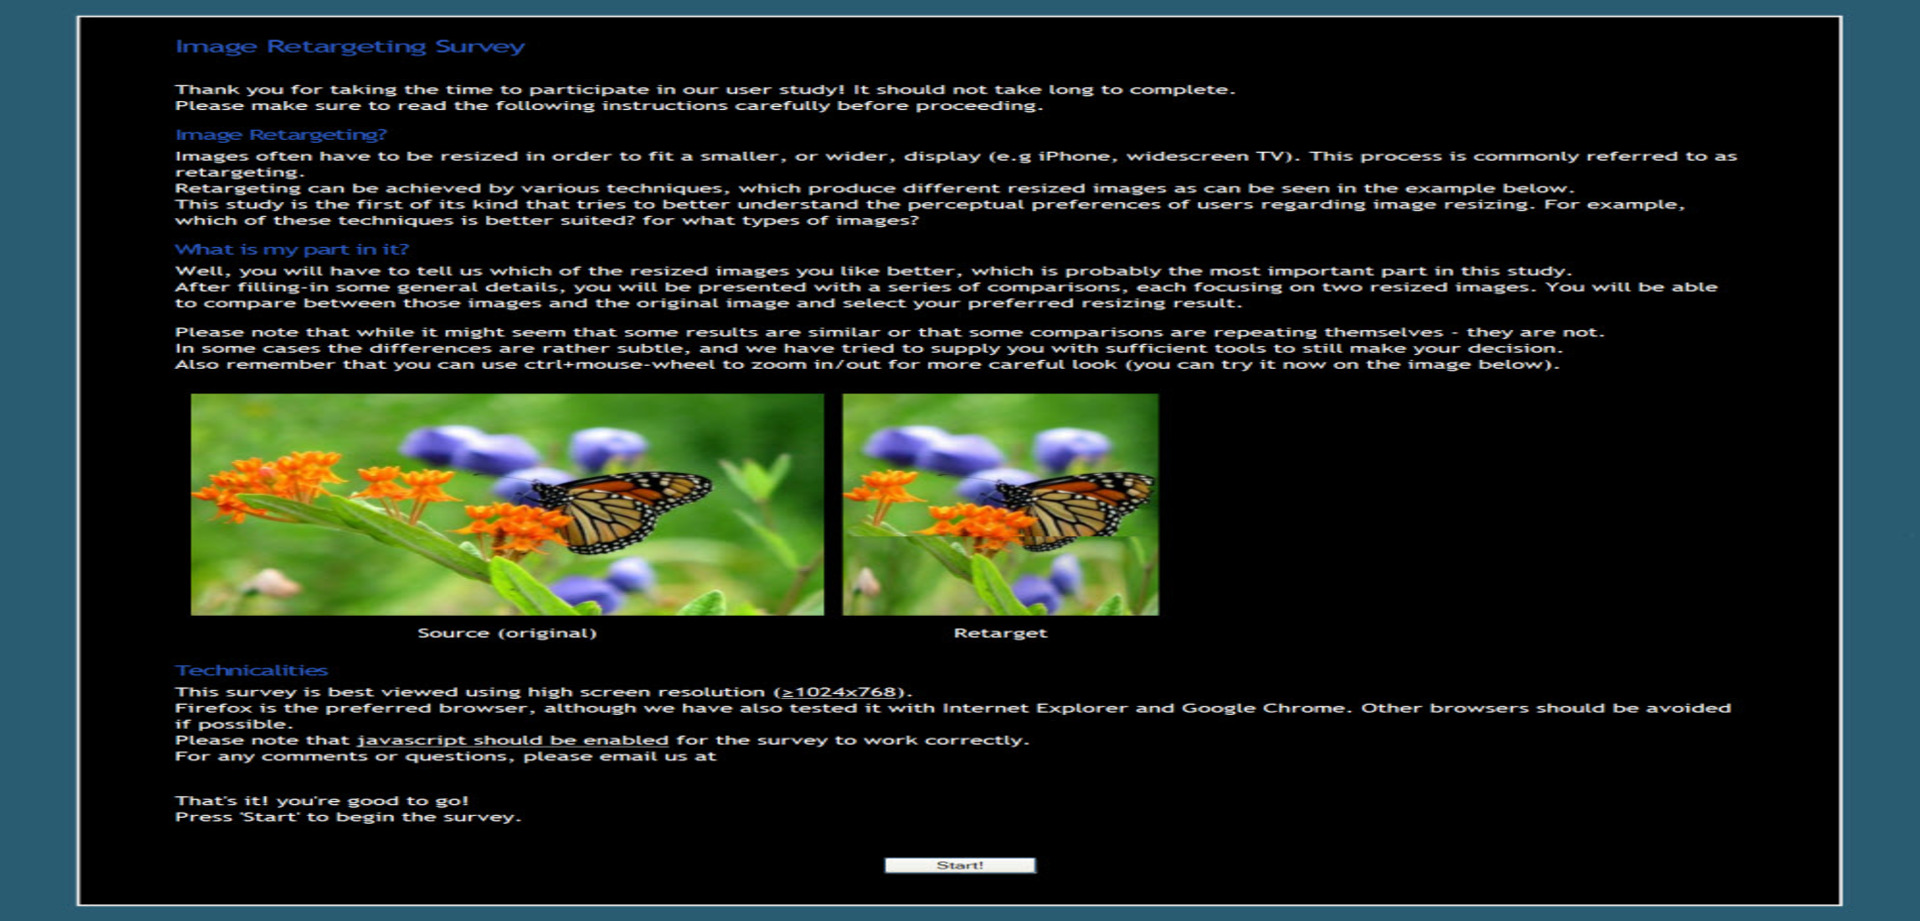 Image Retargeting Survey
Thank you for taking the time to participate in our user study! It should not take long to complete.
Please make sure to read the following instructions carefully before proceeding.
Image Retargeting?
Images often have to be resized in order to fit a smaller, or wider, display (e.g iPhone, widescreen TV). This process is commonly referred to as
retargeting.
Retargeting can be achieved by various techniques, which produce different resized images as can be seen in the example below.
This study is the first of its kind that tries to better understand the perceptual preferences of users regarding image resizing. For example,
which of these techniques is better suited? for what types of images?
What is my part in it?
Well, you will have to tell us which of the resized images you like better, which is probably the most important part in this study.
After filling-in some general details, you will be presented with a series of comparisons, each focusing on two resized images. You will be able
to compare between those images and the original image and select your preferred resizing result.
Please note that while it might seem that some results are similar or that some comparisons are repeating themselves - they are not.
In some cases the differences are rather subtle, and we have tried to supply you with sufficient tools to still make your decision.
Also remember that you can use ctrl+mouse-wheel to zoom in/out for more careful look (you can try it now on the image below).
Source (original)
Retarget
Technicalities
This survey is best viewed using high screen resolution (≥1024x768).
Firefox is the preferred browser, although we have also tested it with Internet Explorer and Google Chrome. Other browsers should be avoided
if possible.
Please note that javascript should be enabled for the survey to work correctly.
For any comments or questions, please email us at
That's it! you're good to go!
Press 'Start' to begin the survey.
Start!